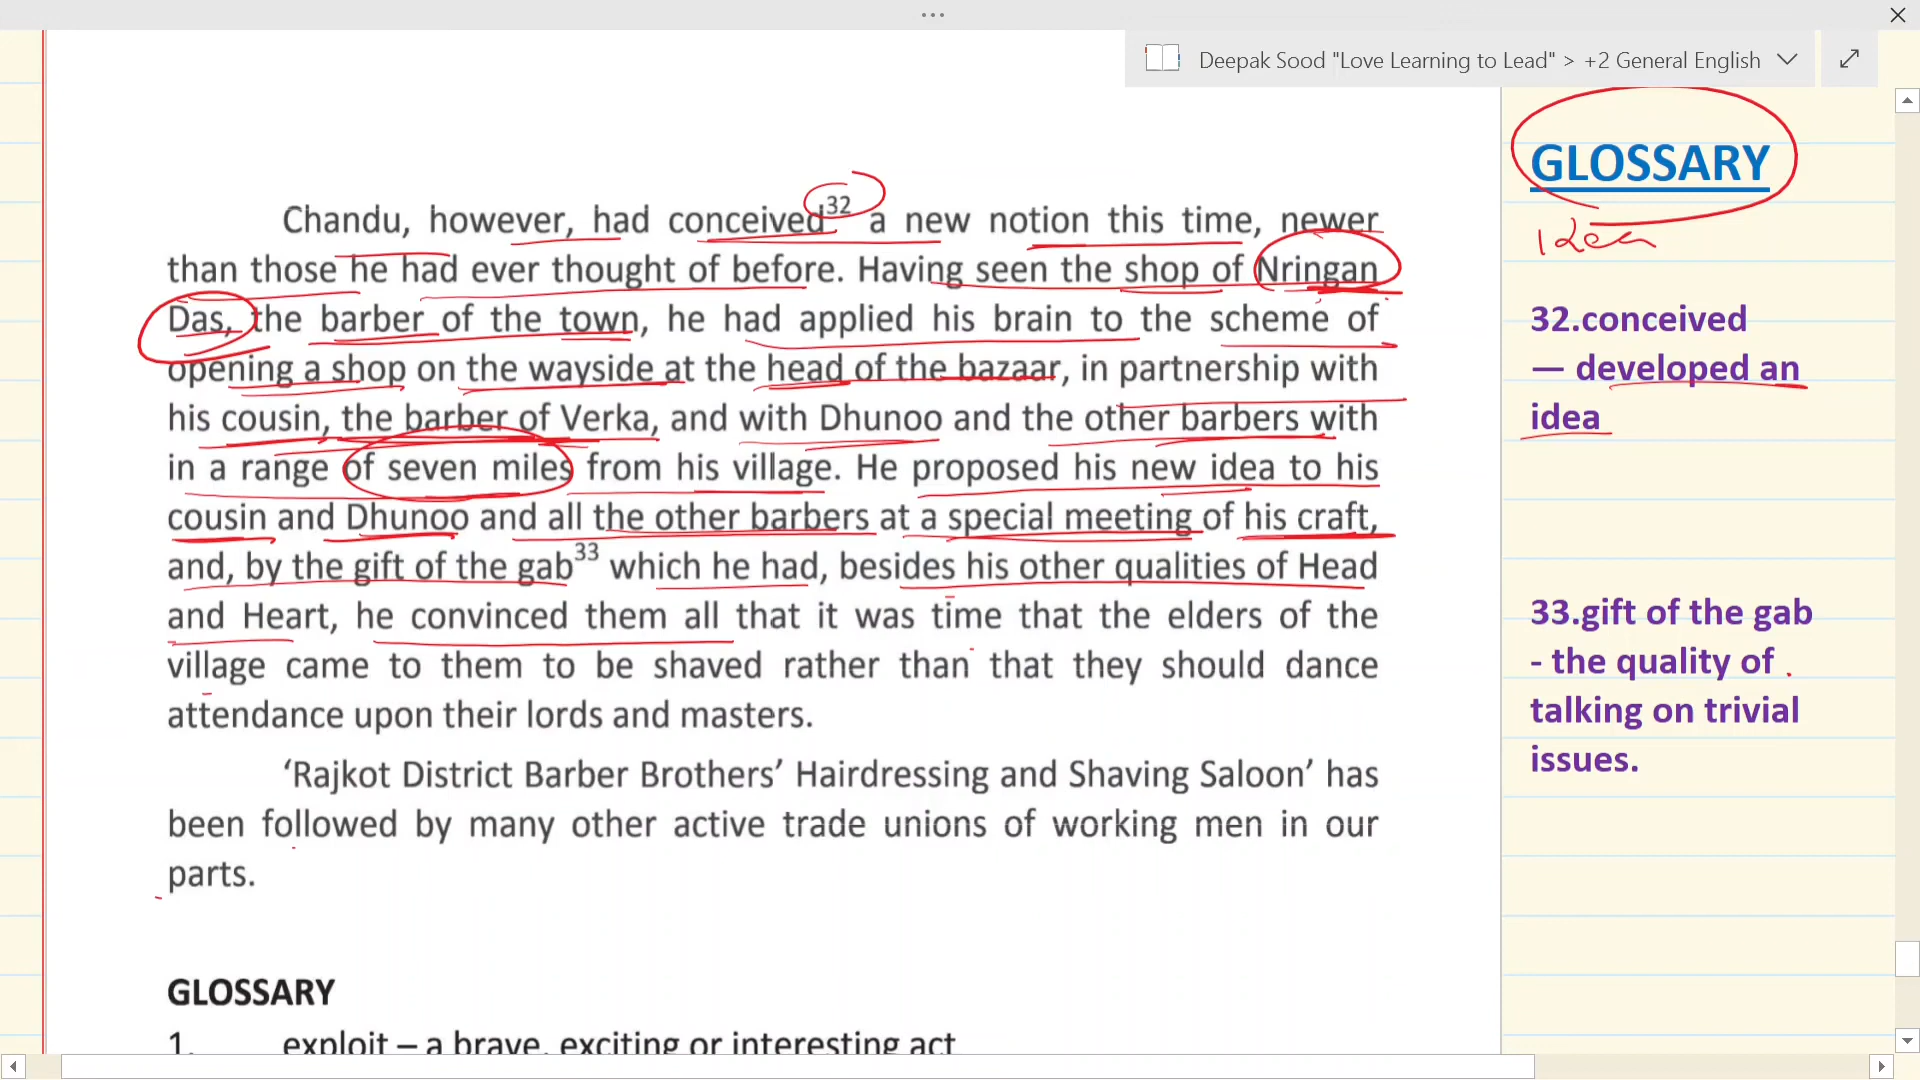 Deepak Sood "Love Learning to Lead" > +2 General English
Chandu, however, had conceived32 a new notion this time, newer
than those he had ever thought of before. Having seen the shop of Nringan
Das, the barber of the town, he had applied his brain to the scheme of
opening a shop on the wayside at the head of the bazaar, in partnership with
his cousin, the barber of Verka, and with Dhunoo and the other barbers with
in a range of seven miles from his village. He proposed his new idea to his
cousin and Dhunoo and all the other barbers at a special meeting of his craft,
and, by the gift of the gab33 which he had, besides his other qualities of Head
and Heart, he convinced them all that it was time that the elders of the
village came to them to be shaved rather than that they should dance
attendance upon their lords and masters.
‘Rajkot District Barber Brothers’ Hairdressing and Shaving Saloon’ has
been followed by many other active trade unions of working men in our
parts.
GLOSSARY
1. exploit – a brave, exciting or interesting act
GLOSSARY
Idea
32.conceived
— developed an
idea
33.gift of the gab
- the quality of
talking on trivial
issues.